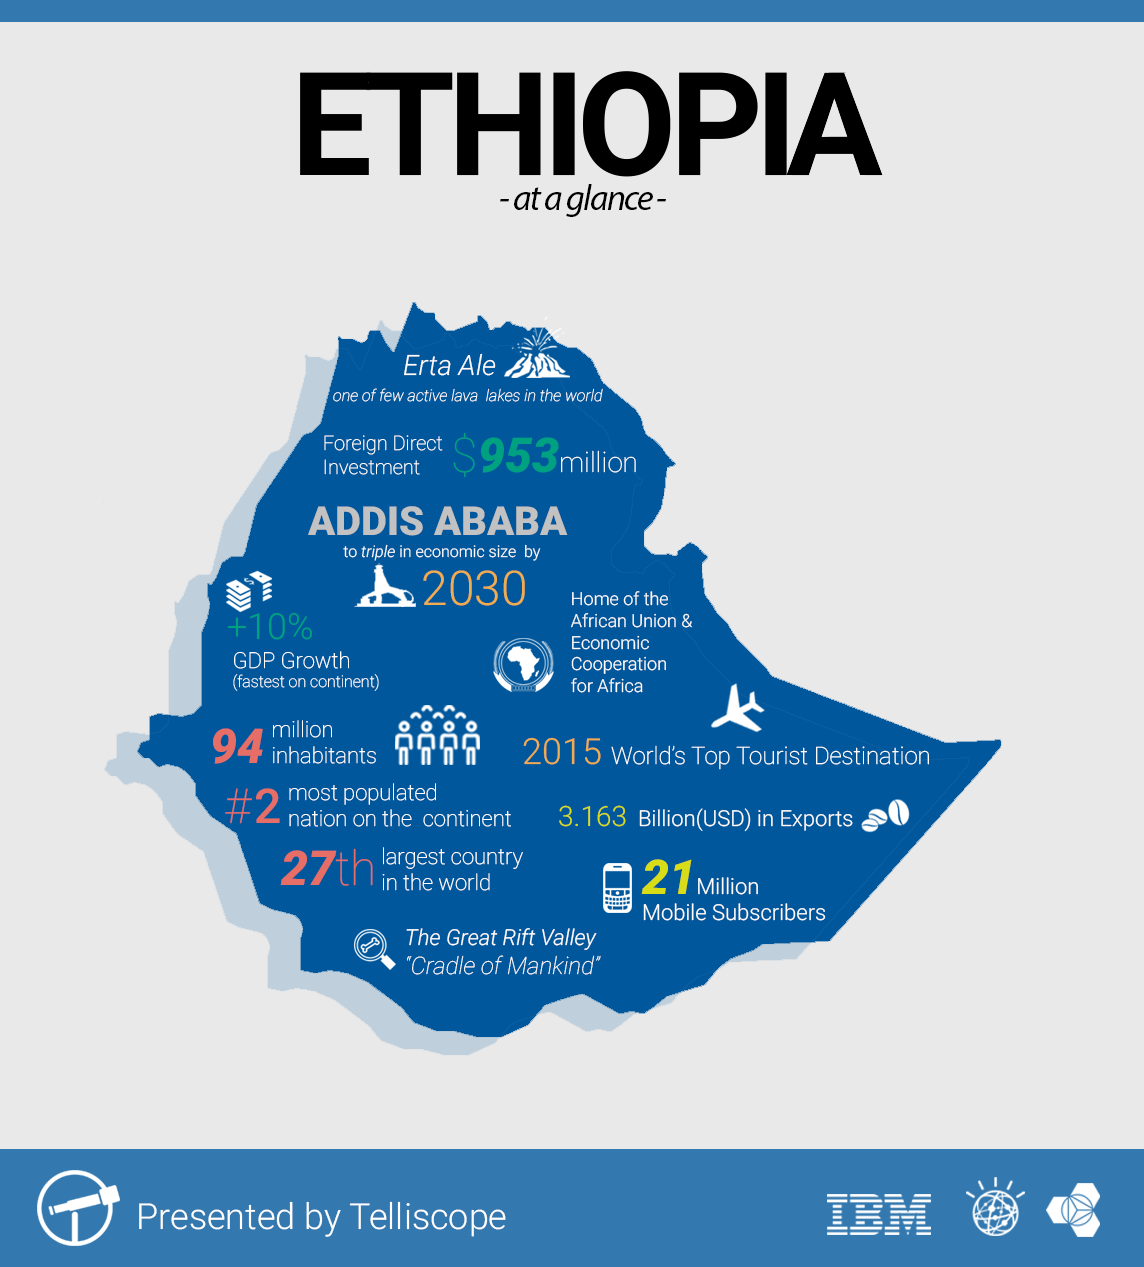 ETHIOPIA
- at a glance -
Erta Ale
one of few active lava lakes in the world
Foreign Direct
Investment
$953 million
ADDIS ABABA
to triple in economic size by
2030
+10%
GDP Growth
(fastest on continent)
Home of the
African Union &
Economic
Cooperation
for Africa
94 million
inhabitants
2015 World's Top Tourist Destination
#2 most populated
nation on the continent
3.163 Billion(USD) in Exports
27th largest country
in the world
21 Million
Mobile Subscribers
The Great Rift Valley
"Cradle of Mankind"
Presented by Telliscope
IBM